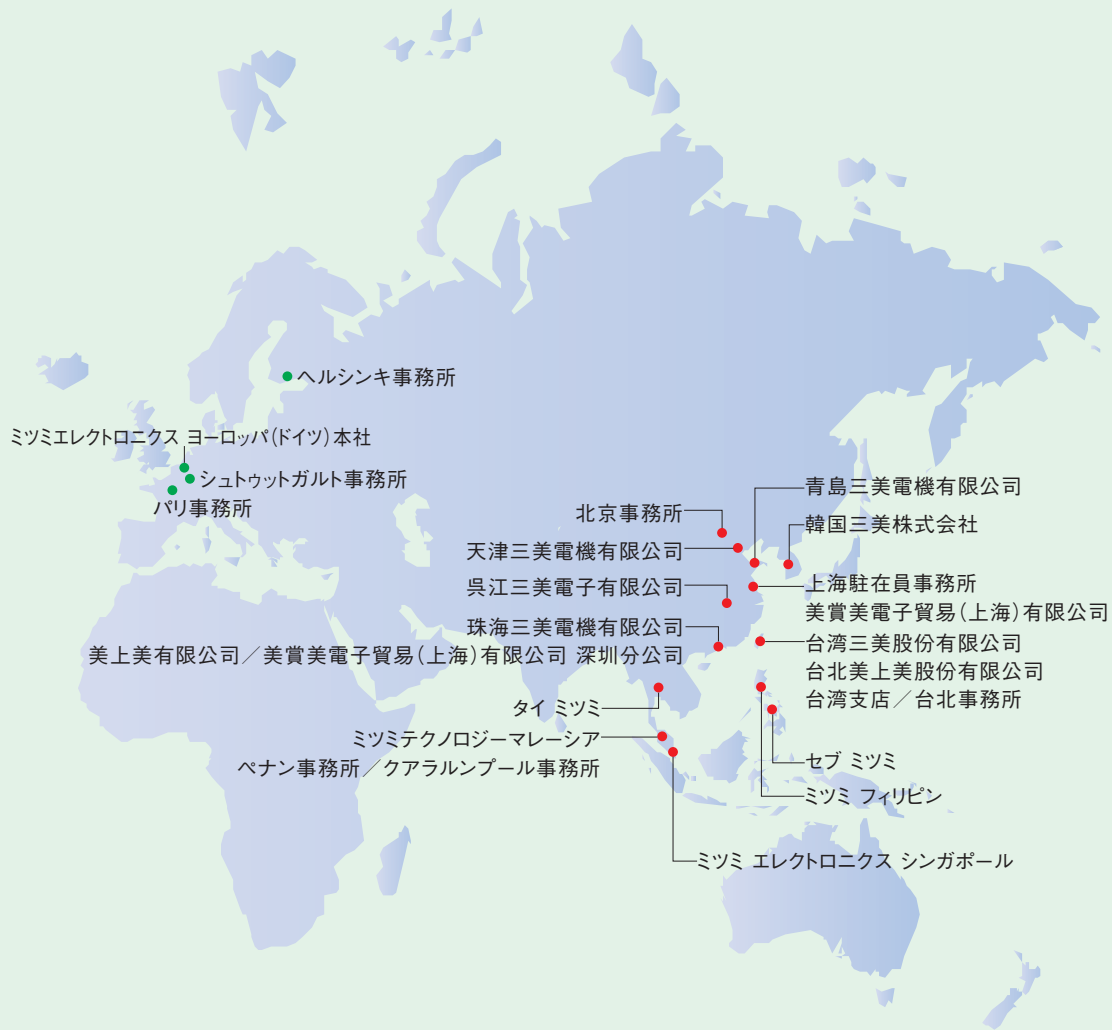 ヘルシンキ事務所
ミツミエレクトロニクス ヨーロッパ(ドイツ)本社
シュトゥットガルト事務所
パリ事務所
北京事務所
天津三美電機有限公司
呉江三美電子有限公司
珠海三美電機有限公司
美上美有限公司／美賞美電子貿易(上海)有限公司 深圳分公司
タイ ミツミ
ミツミテクノロジーマレーシア
ペナン事務所／クアラルンプール事務所
青島三美電機有限公司
韓国三美株式会社
上海駐在員事務所
美賞美電子貿易(上海)有限公司
台湾三美股份有限公司
台北美上美股份有限公司
台湾支店／台北事務所
セブ ミツミ
ミツミ フィリピン
ミツミ エレクトロニクス シンガポール